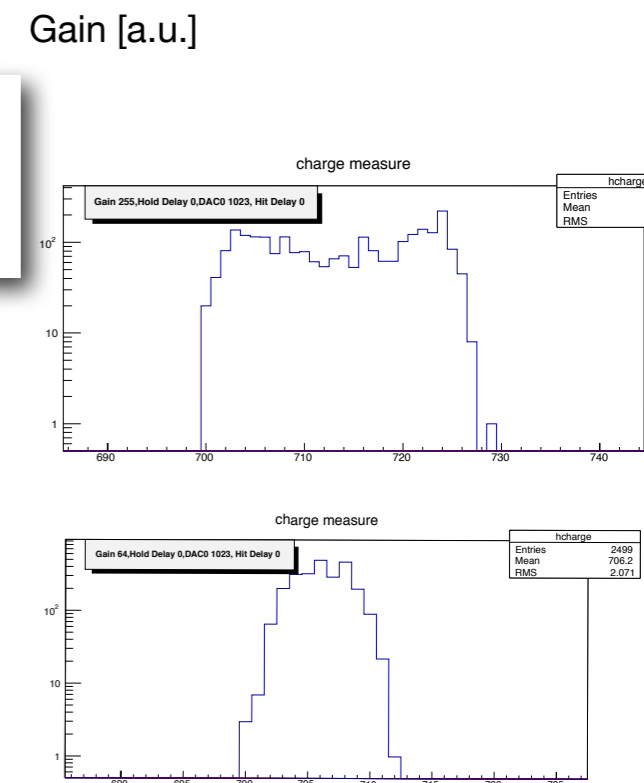 Gain [a.u.]
charge measure
Gain 255,Hold Delay 0,DAC0 1023, Hit Delay 0
hcharge
Entries
Mean
RMS
10²
10
1
690 700 710 720 730 740
charge measure
Gain 64,Hold Delay 0,DAC0 1023, Hit Delay 0
hcharge
Entries 2499
Mean 706.2
RMS 2.071
10²
10
1